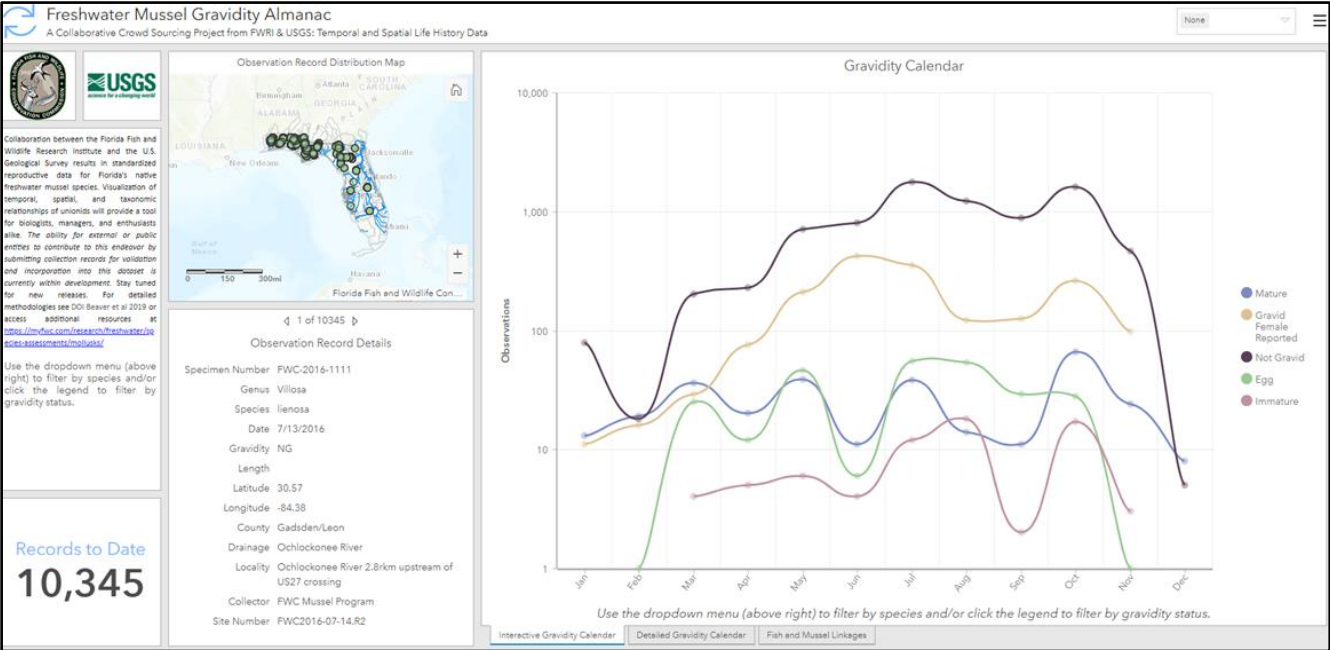 Freshwater Mussel Gravidity Almanac
A Collaborative Crowd Sourcing Project from FWRI & USGS: Temporal and Spatial Life History Data
None
USGS
science for a changing world
Collaboration between the Florida Fish and
Wildlife Research Institute and the U.S.
Geological Survey results in standardized
reproductive data for Florida's native
freshwater mussel species. Visualization of
temporal, spatial, and taxonomic
relationships of unionids will provide a tool
for biologists, managers, and enthusiasts
alike. The ability for external or public
entities to contribute to this endeavor by
submitting collection records for validation
and incorporation into this dataset is
currently within development. Stay tuned
for new releases. For detailed
methodologies see DOI Beaver et al 2019 or
access additional resources at
https://myfwc.com/research/freshwater/sp
ecies-assessments/mollusks/
Use the dropdown menu (above
right) to filter by species and/or
click the legend to filter by
gravidity status.
Records to Date
10,345
Observation Record Distribution Map
Atlanta
SOUTH
CAROLINA
Birmingham
GEORGIA
ALABAMA
LOUISIANA
New Orleans
Jacksonville
Orlando
Gulf of
Mexico
Miami
Havana
+
−
0 150 300mi
Florida Fish and Wildlife Con...
1 of 10345
Observation Record Details
Specimen Number FWC-2016-1111
Genus Villosa
Species lienosa
Date 7/13/2016
Gravidity NG
Length
Latitude 30.57
Longitude -84.38
County Gadsden/Leon
Drainage Ochlockonee River
Locality Ochlockonee River 2.8rkm upstream of
US27 crossing
Collector FWC Mussel Program
Site Number FWC2016-07-14.R2
Gravidity Calendar
10,000
1,000
100
10
1
Observations
Jan Feb Mar Apr May Jun Jul Aug Sep Oct Nov Dec
Mature
Gravid
Female
Reported
Not Gravid
Egg
Immature
Use the dropdown menu (above right) to filter by species and/or click the legend to filter by gravidity status.
Interactive Gravidity Calendar
Detailed Gravidity Calendar
Fish and Mussel Linkages